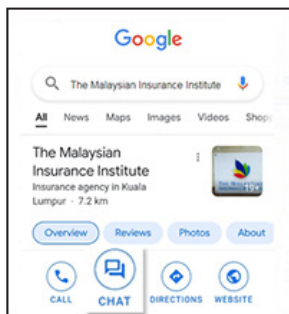 Google
The Malaysian Insurance Institute
All News Maps Images Videos
The Malaysian
Insurance Institute
Insurance agency in Kuala
Lumpur · 7.2 km
Overview Reviews Photos About
CALL CHAT DIRECTIONS WEBSITE